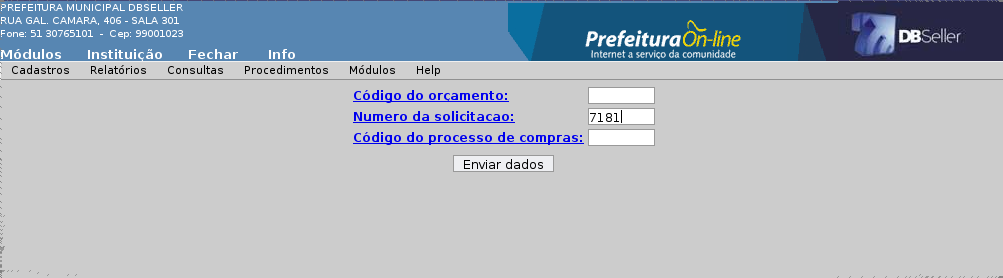 PREFEITURA MUNICIPAL DBSELLER
RUA GAL. CAMARA, 406 - SALA 301
Fone: 51 30765101 - Cep: 99001023
Módulos Instituição Fechar Info
PrefeituraOn-line
Internet a serviço da comunidade
DBSeller
Cadastros Relatórios Consultas Procedimentos Módulos Help
Código do orçamento:
Numero da solicitacao: 7181
Código do processo de compras:
Enviar dados